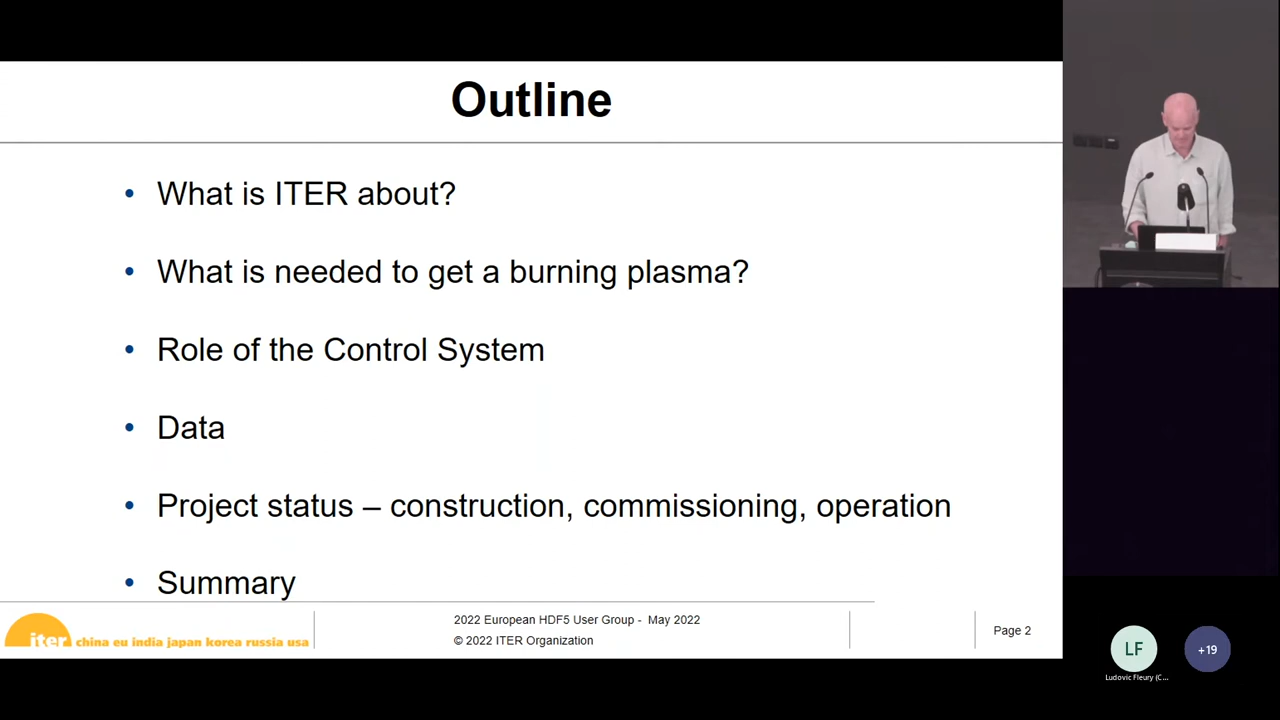 Outline
• What is ITER about?
• What is needed to get a burning plasma?
• Role of the Control System
• Data
• Project status – construction, commissioning, operation
• Summary
iter china eu india japan korea russia usa
2022 European HDF5 User Group - May 2022
© 2022 ITER Organization
Page 2
LF
+19
Ludovic Fleury (C...